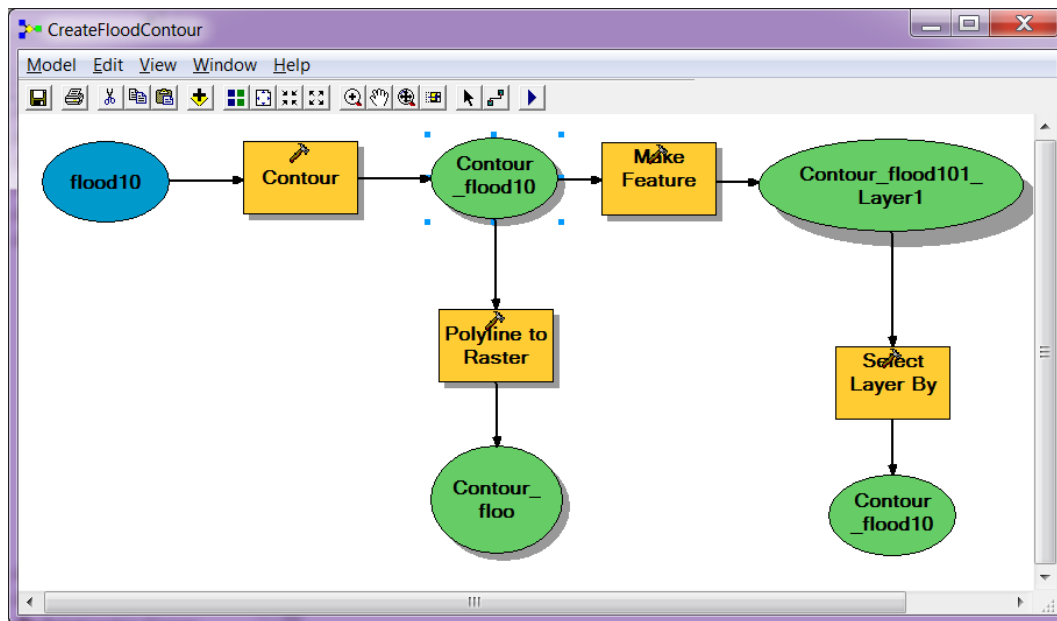 CreateFloodContour
Model Edit View Window Help
flood10
Contour
Contour
_flood10
Make
Feature
Contour_flood101_
Layer1
Polyline to
Raster
Select
Layer By
Contour_
floo
Contour
_flood10